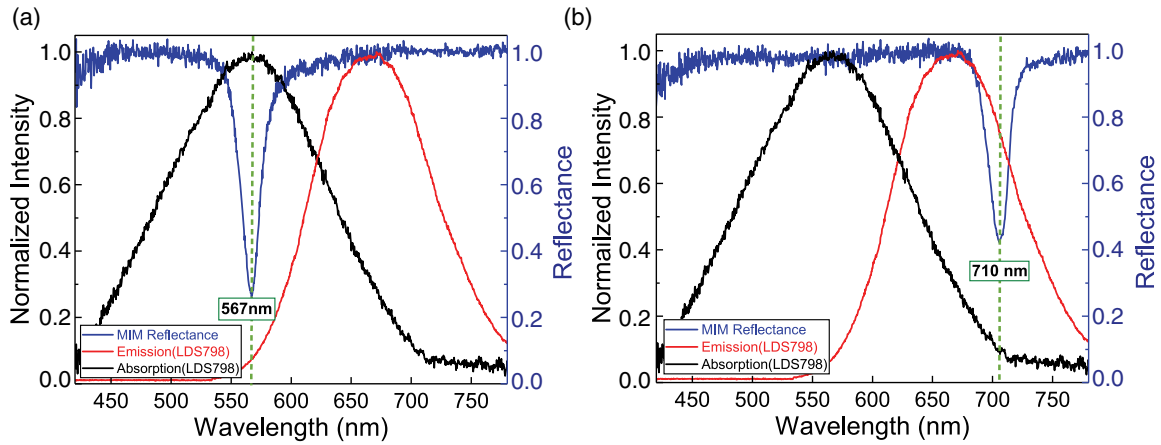 (a)
Normalized Intensity
1.0
0.8
0.6
0.4
0.2
0.0
450 500 550 600 650 700 750
Wavelength (nm)
1.0
0.8
0.6
0.4
0.2
0.0
Reflectance
567nm
MIM Reflectance
Emission(LDS798)
Absorption(LDS798)
(b)
Normailzed Intensity
1.0
0.8
0.6
0.4
0.2
0.0
450 500 550 600 650 700 750
Wavelength (nm)
1.0
0.8
0.6
0.4
0.2
0.0
Reflectance
710 nm
MIM Reflectance
Emission(LDS798)
Absorption(LDS798)